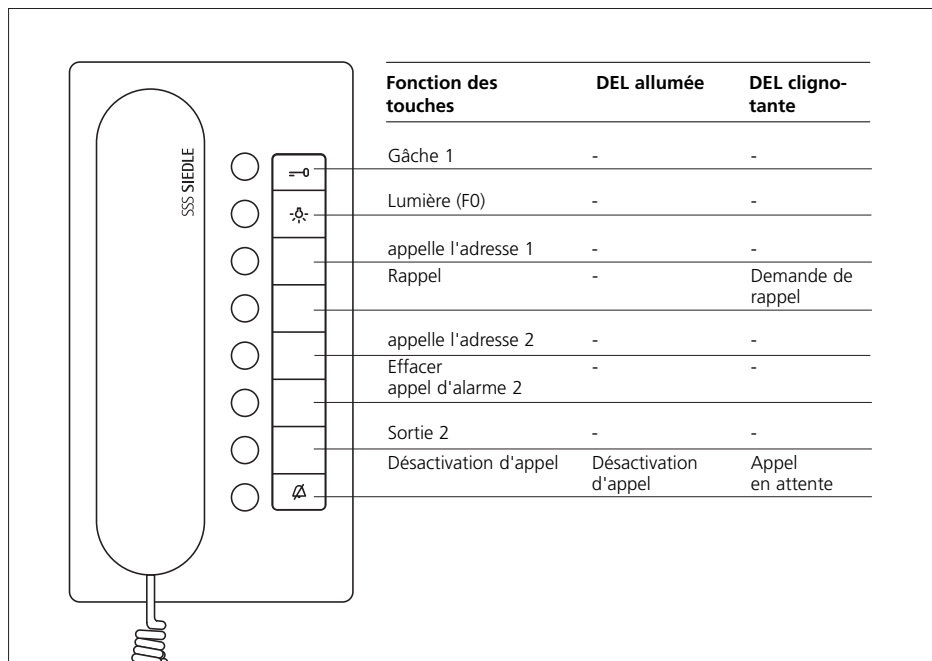 SSS SIEDLE
Fonction des touches DEL allumée DEL cligno-
tante
Gâche 1 - -
Lumière (F0) - -
appelle l'adresse 1 - -
Rappel - Demande de
rappel
appelle l'adresse 2 - -
Effacer - -
appel d'alarme 2
Sortie 2 - -
Désactivation d'appel Désactivation Appel
d'appel en attente